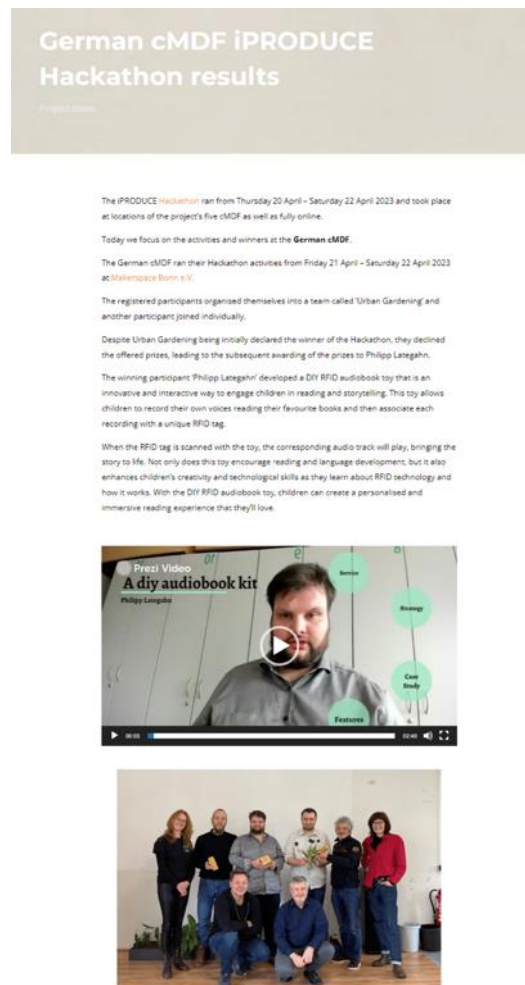 German cMDF iPRODUCE
Hackathon results
Project news
The iPRODUCE Hackathon ran from Thursday 20 April – Saturday 22 April 2023 and took place
at locations of the project's five cMDF as well as fully online.
Today we focus on the activities and winners at the German cMDF.
The German cMDF ran their Hackathon activities from Friday 21 April – Saturday 22 April 2023
at Makerspace Bonn e.V.
The registered participants organised themselves into a team called 'Urban Gardening' and
another participant joined individually.
Despite Urban Gardening being initially declared the winner of the Hackathon, they declined
the offered prizes, leading to the subsequent awarding of the prizes to Philipp Lategahn.
The winning participant 'Philipp Lategahn' developed a DIY RFID audiobook toy that is an
innovative and interactive way to engage children in reading and storytelling. This toy allows
children to record their own voices reading their favourite books and then associate each
recording with a unique RFID tag.
When the RFID tag is scanned with the toy, the corresponding audio track will play, bringing the
story to life. Not only does this toy encourage reading and language development, but it also
enhances children's creativity and technological skills as they learn about RFID technology and
how it works. With the DIY RFID audiobook toy, children can create a personalised and
immersive reading experience that they'll love.
Prezi Video
A diy audiobook kit
Philipp Lategahn
Service
Strategy
Case
Study
Features
00:03
02:40